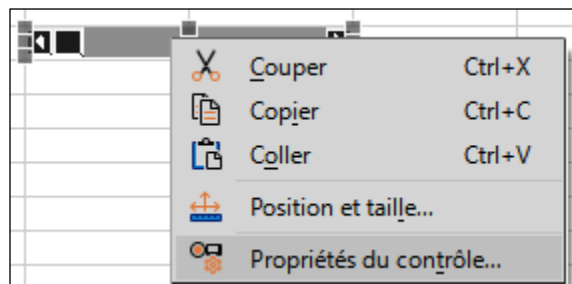 Couper Ctrl+X
Copier Ctrl+C
Coller Ctrl+V
Position et taille...
Propriétés du contrôle...